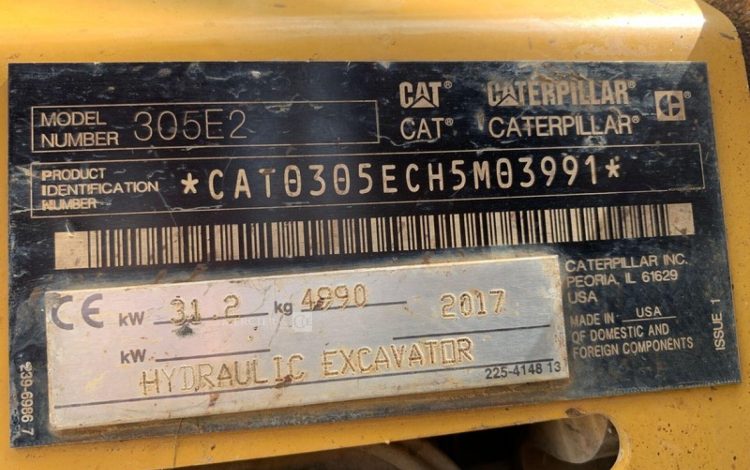 CAT® CATERPILLAR®
CAT® CATERPILLAR®
MODEL NUMBER 305E2
PRODUCT IDENTIFICATION NUMBER *CAT0305ECH5M03991*
CATERPILLAR INC.
PEORIA, IL 61629
USA
MADE IN USA
OF DOMESTIC AND
FOREIGN COMPONENTS
ISSUE 1
CE kW 31.2 kg 4990 2017
kW
HYDRAULIC EXCAVATOR
225-4148 13
239-6986 7